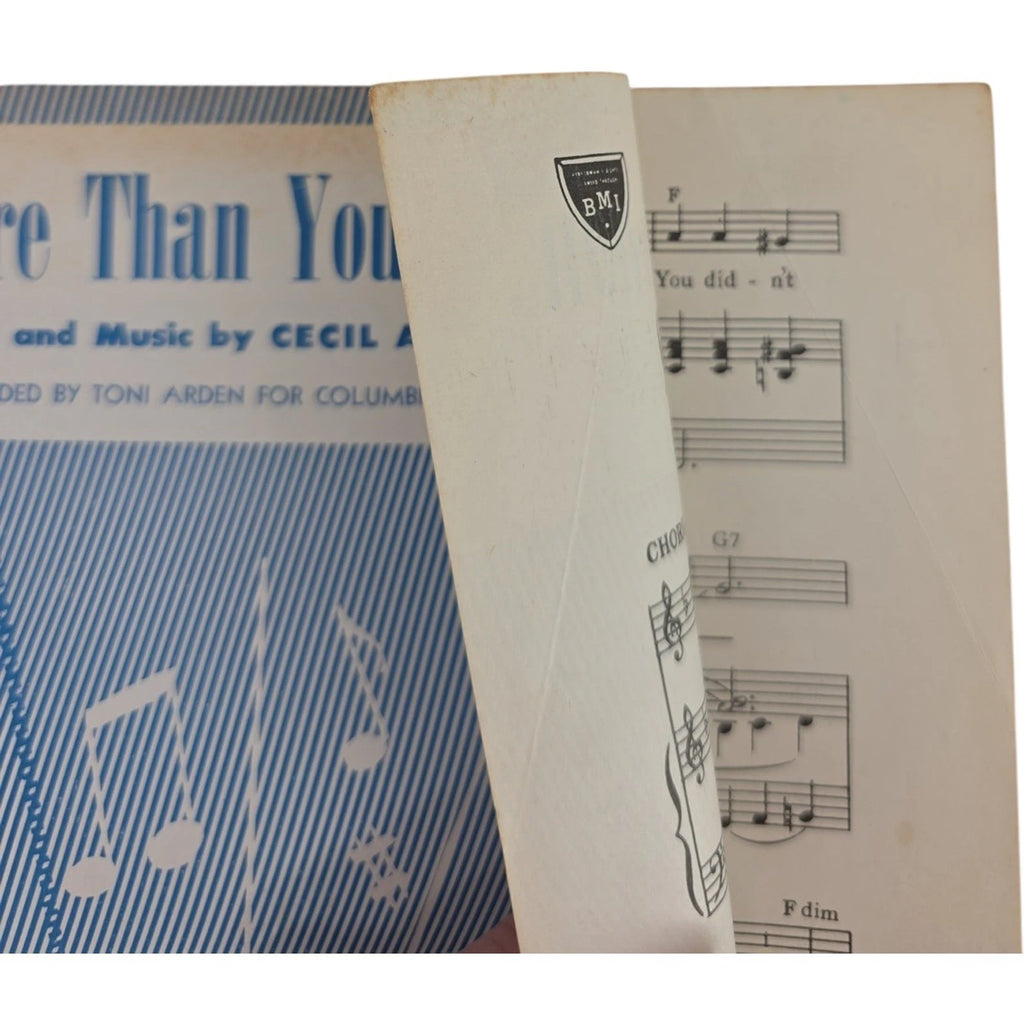 re Than You
and Music by CECIL A
DED BY TONI ARDEN FOR COLUMB
BMI
F
You did - n't
CHOR
G7
F dim